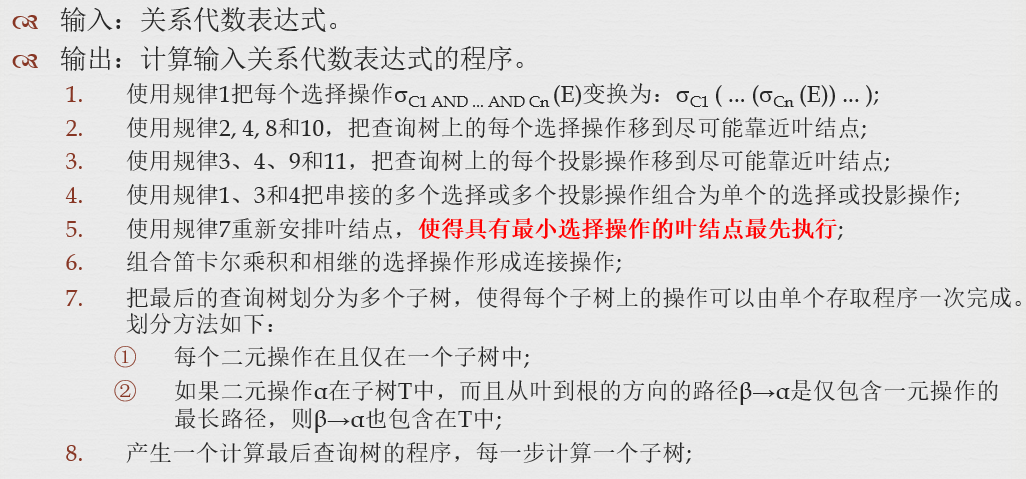 输入：关系代数表达式。
输出：计算输入关系代数表达式的程序。
1. 使用规律1把每个选择操作σC1 AND ... AND Cn (E)变换为：σC1 ( ... (σCn (E)) ... );
2. 使用规律2, 4, 8和10，把查询树上的每个选择操作移到尽可能靠近叶结点;
3. 使用规律3、4、9和11，把查询树上的每个投影操作移到尽可能靠近叶结点;
4. 使用规律1、3和4把串接的多个选择或多个投影操作组合为单个的选择或投影操作;
5. 使用规律7重新安排叶结点，使得具有最小选择操作的叶结点最先执行;
6. 组合笛卡尔乘积和相继的选择操作形成连接操作;
7. 把最后的查询树划分为多个子树，使得每个子树上的操作可以由单个存取程序一次完成。
划分方法如下：
① 每个二元操作在且仅在一个子树中;
② 如果二元操作α在子树T中，而且从叶到根的方向的路径β→α是仅包含一元操作的
最长路径，则β→α也包含在T中;
8. 产生一个计算最后查询树的程序，每一步计算一个子树;